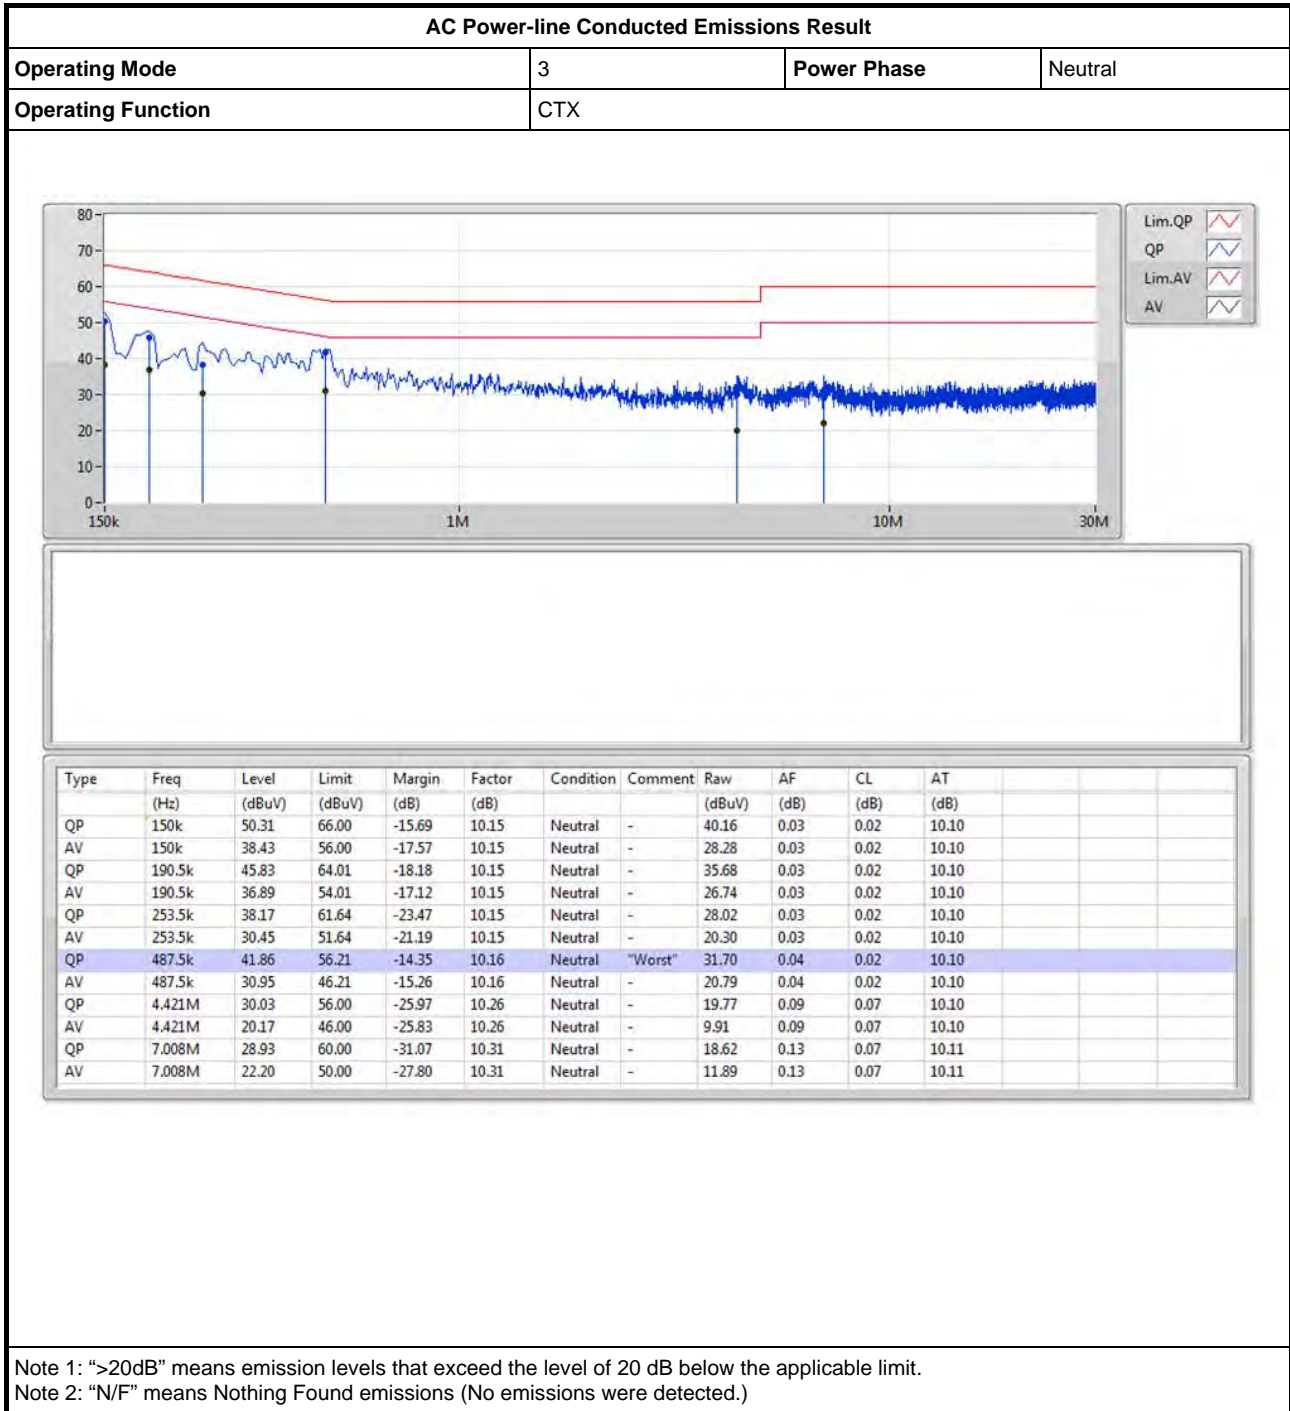 AC Power-line Conducted Emissions Result
Operating Mode 3 Power Phase Neutral
Operating Function CTX
80
70
60
50
40
30
20
10
0
150k 1M 10M 30M
Lim.QP
QP
Lim.AV
AV
Type Freq Level Limit Margin Factor Condition Comment Raw AF CL AT
(Hz) (dBuV) (dBuV) (dB) (dB) (dBuV) (dB) (dB) (dB)
QP 150k 50.31 66.00 -15.69 10.15 Neutral - 40.16 0.03 0.02 10.10
AV 150k 38.43 56.00 -17.57 10.15 Neutral - 28.28 0.03 0.02 10.10
QP 190.5k 45.83 64.01 -18.18 10.15 Neutral - 35.68 0.03 0.02 10.10
AV 190.5k 36.89 54.01 -17.12 10.15 Neutral - 26.74 0.03 0.02 10.10
QP 253.5k 38.17 61.64 -23.47 10.15 Neutral - 28.02 0.03 0.02 10.10
AV 253.5k 30.45 51.64 -21.19 10.15 Neutral - 20.30 0.03 0.02 10.10
QP 487.5k 41.86 56.21 -14.35 10.16 Neutral "Worst" 31.70 0.04 0.02 10.10
AV 487.5k 30.95 46.21 -15.26 10.16 Neutral - 20.79 0.04 0.02 10.10
QP 4.421M 30.03 56.00 -25.97 10.26 Neutral - 19.77 0.09 0.07 10.10
AV 4.421M 20.17 46.00 -25.83 10.26 Neutral - 9.91 0.09 0.07 10.10
QP 7.008M 28.93 60.00 -31.07 10.31 Neutral - 18.62 0.13 0.07 10.11
AV 7.008M 22.20 50.00 -27.80 10.31 Neutral - 11.89 0.13 0.07 10.11
Note 1: “>20dB” means emission levels that exceed the level of 20 dB below the applicable limit.
Note 2: “N/F” means Nothing Found emissions (No emissions were detected.)